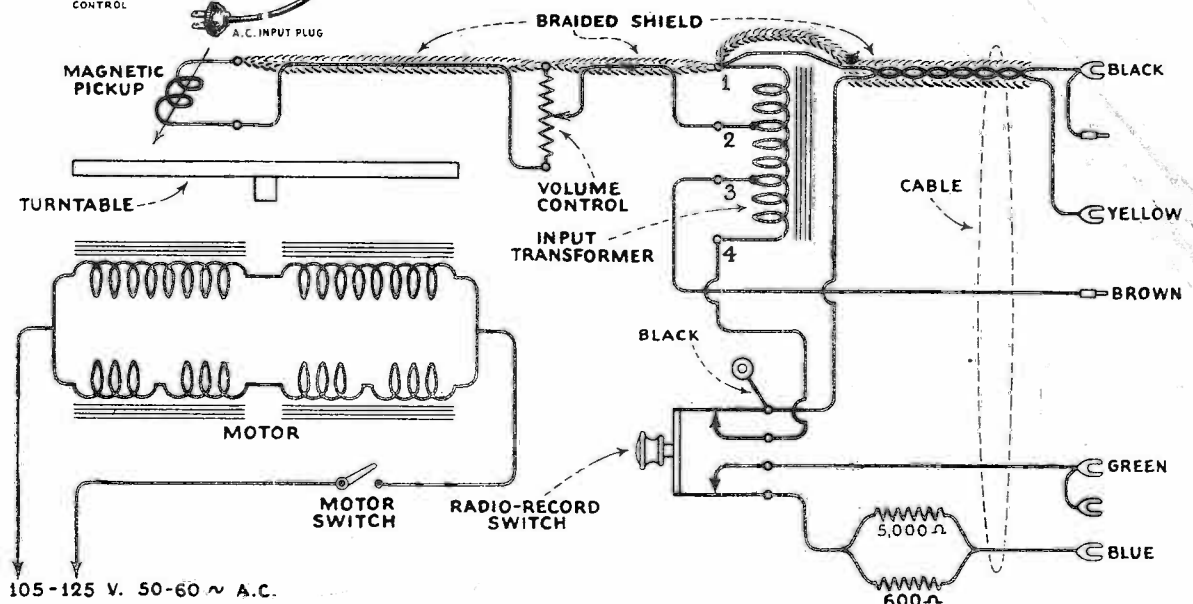 CONTROL
A.C. INPUT PLUG
BRAIDED SHIELD
MAGNETIC
PICKUP
BLACK
1
2
3
4
TURNTABLE
VOLUME
CONTROL
INPUT
TRANSFORMER
CABLE
YELLOW
BROWN
BLACK
MOTOR
MOTOR
SWITCH
RADIO-RECORD
SWITCH
GREEN
5,000 Ω
BLUE
600 Ω
105-125 V. 50-60 ~ A.C.